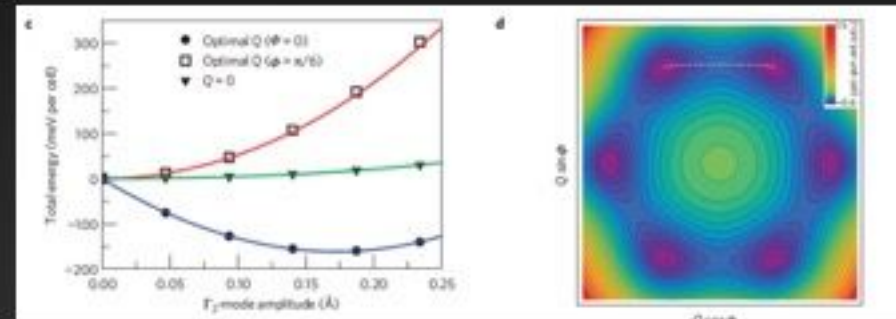 c
Total energy (meV per cell)
300
200
100
0
−100
−200
Optimal Q (Φ = 0)
Optimal Q (φ = π/6)
Q = 0
0.00 0.05 0.10 0.15 0.20 0.25
Γ₂-mode amplitude (Å)
d
Q sin φ